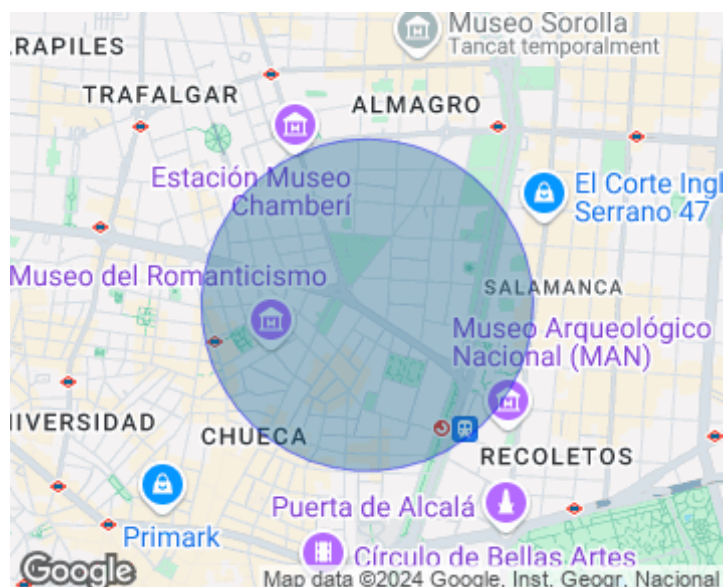 Museo Sorolla
Tancat temporalment
ARAPILES
TRAFALGAR
ALMAGRO
Estación Museo
Chamberí
El Corte Ingl
Serrano 47
Museo del Romanticismo
SALAMANCA
Museo Arqueológico
Nacional (MAN)
NIVERSIDAD
CHUECA
RECOLETOS
Puerta de Alcalá
Primark
Círculo de Bellas Artes
Google
Map data ©2024 Google, Inst. Geogr. Nacional